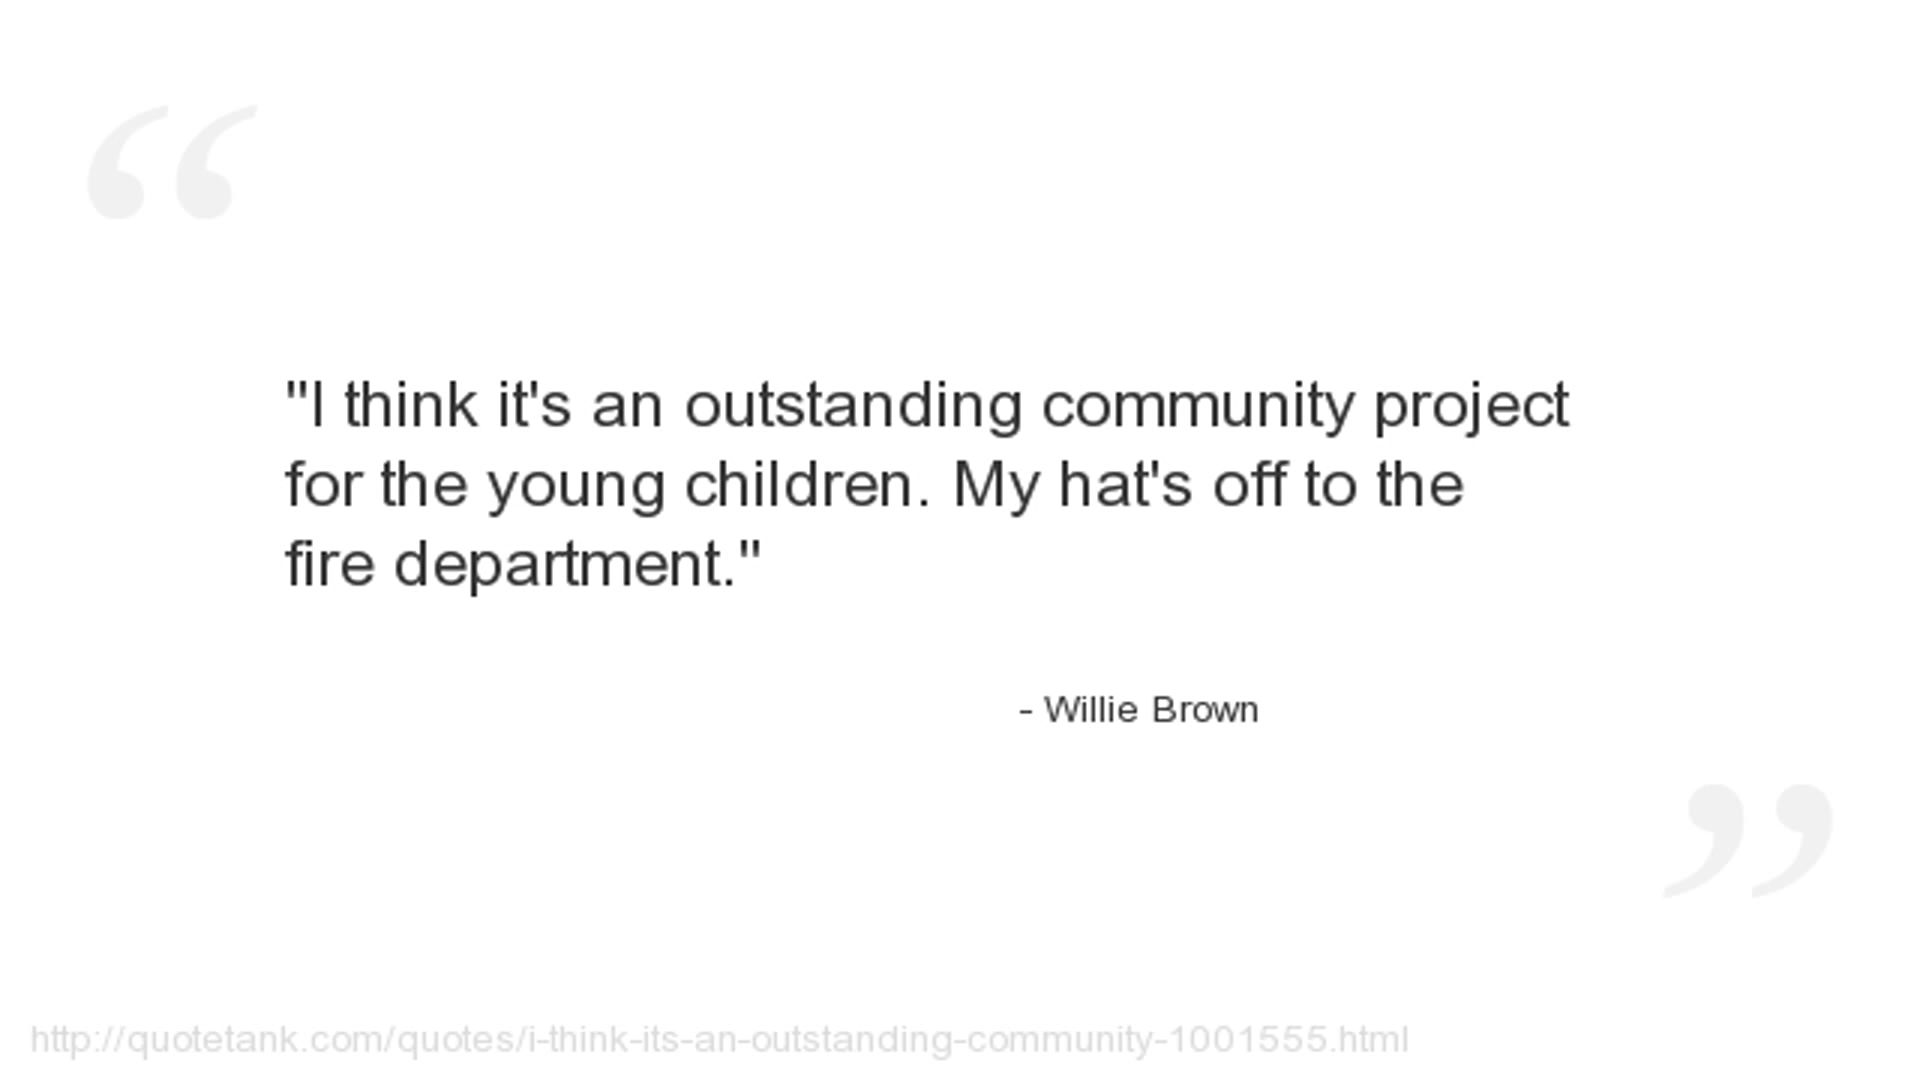 "I think it's an outstanding community project
for the young children. My hat's off to the
fire department."
- Willie Brown
http://quotetank.com/quotes/i-think-its-an-outstanding-community-1001555.html